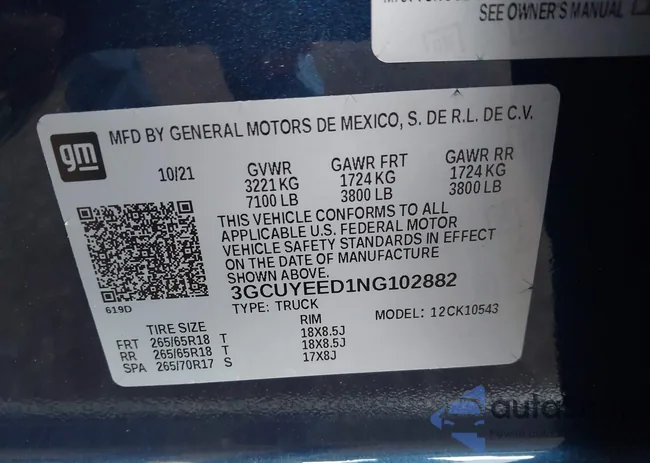 SEE OWNER'S MANUAL
gm
MFD BY GENERAL MOTORS DE MEXICO, S. DE R.L. DE C.V.
10/21 GVWR GAWR FRT GAWR RR
3221 KG 1724 KG 1724 KG
7100 LB 3800 LB 3800 LB
THIS VEHICLE CONFORMS TO ALL
APPLICABLE U.S. FEDERAL MOTOR
VEHICLE SAFETY STANDARDS IN EFFECT
ON THE DATE OF MANUFACTURE
SHOWN ABOVE.
619D
3GCUYEED1NG102882
TYPE: TRUCK MODEL: 12CK10543
TIRE SIZE RIM
FRT 265/65R18 T 18X8.5J
RR 265/65R18 T 18X8.5J
SPA 265/70R17 S 17X8J